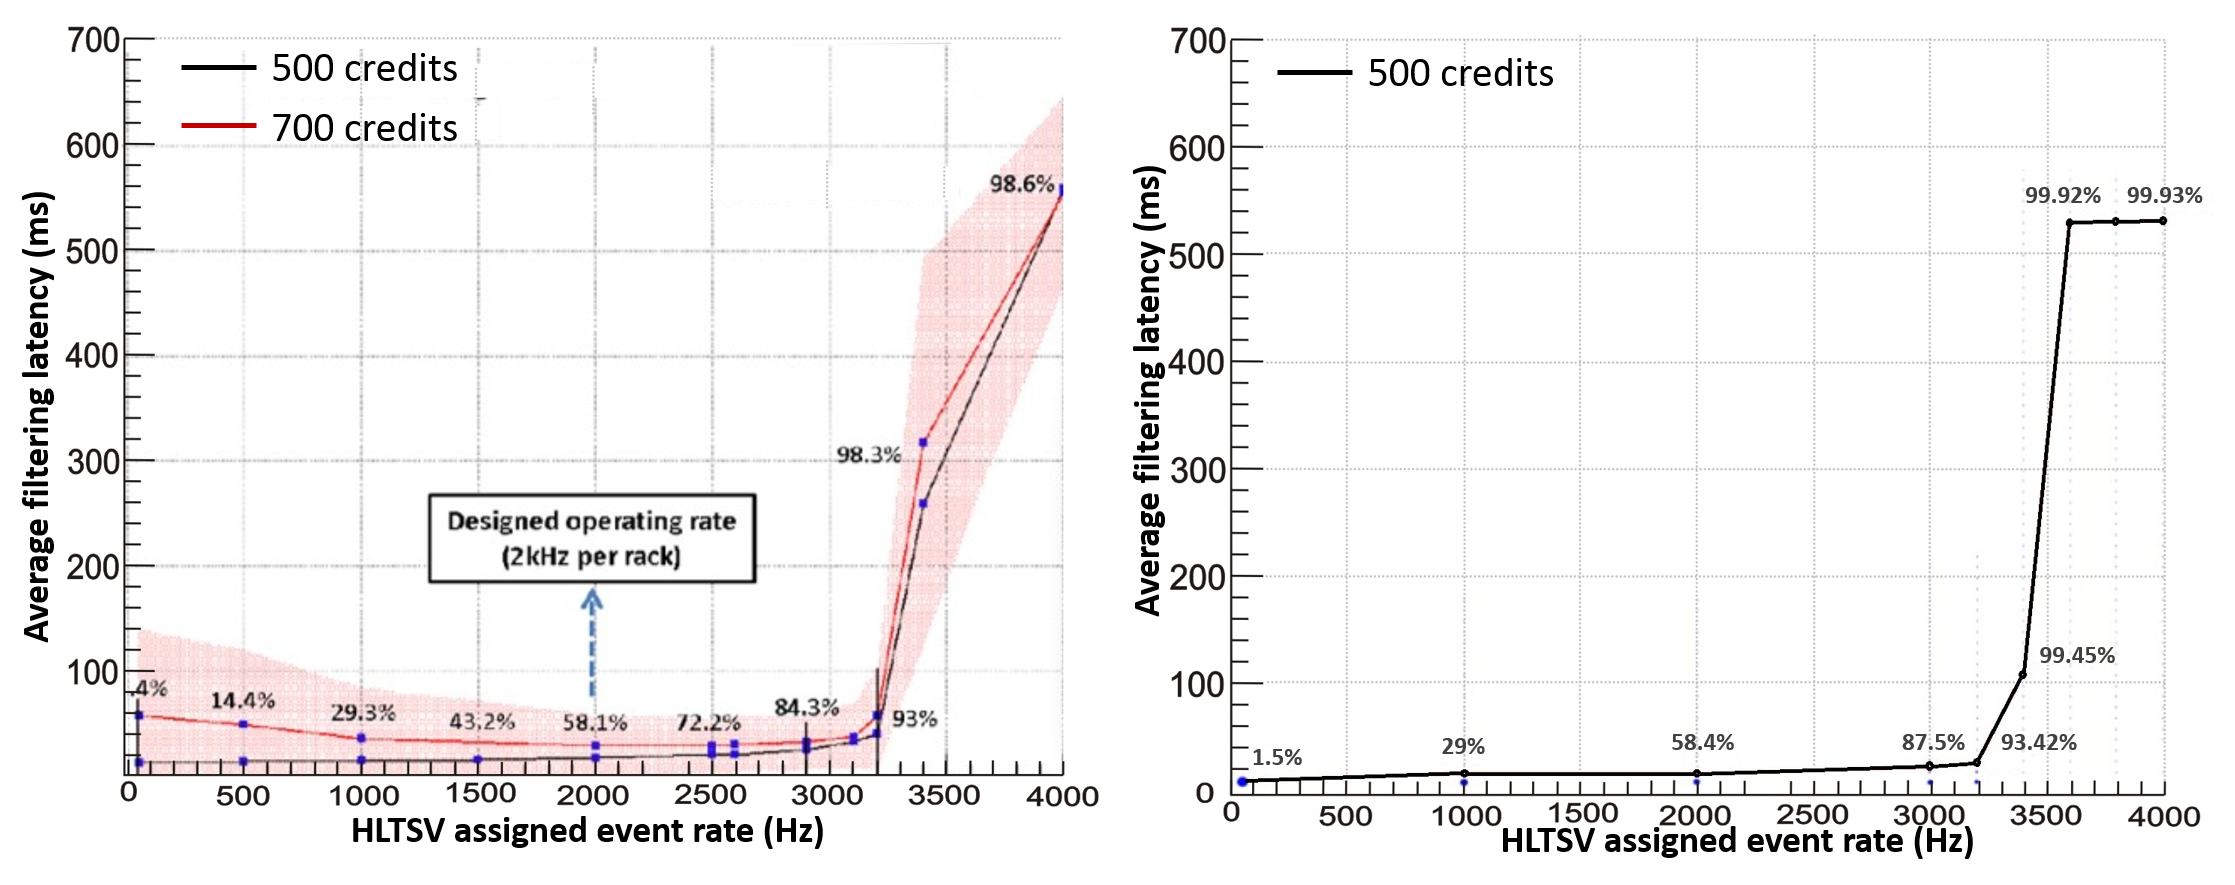 500 credits
700 credits
Average filtering latency (ms)
700
600
500
400
300
200
100
98.6%
98.3%
Designed operating rate
(2kHz per rack)
4%
14.4%
29.3%
43.2%
58.1%
72.2%
84.3%
93%
0 500 1000 1500 2000 2500 3000 3500 4000
HLTSV assigned event rate (Hz)
500 credits
Average filtering latency (ms)
700
600
500
400
300
200
100
0
99.92% 99.93%
99.45%
1.5% 29% 58.4% 87.5% 93.42%
0 500 1000 1500 2000 2500 3000 3500 4000
HLTSV assigned event rate (Hz)